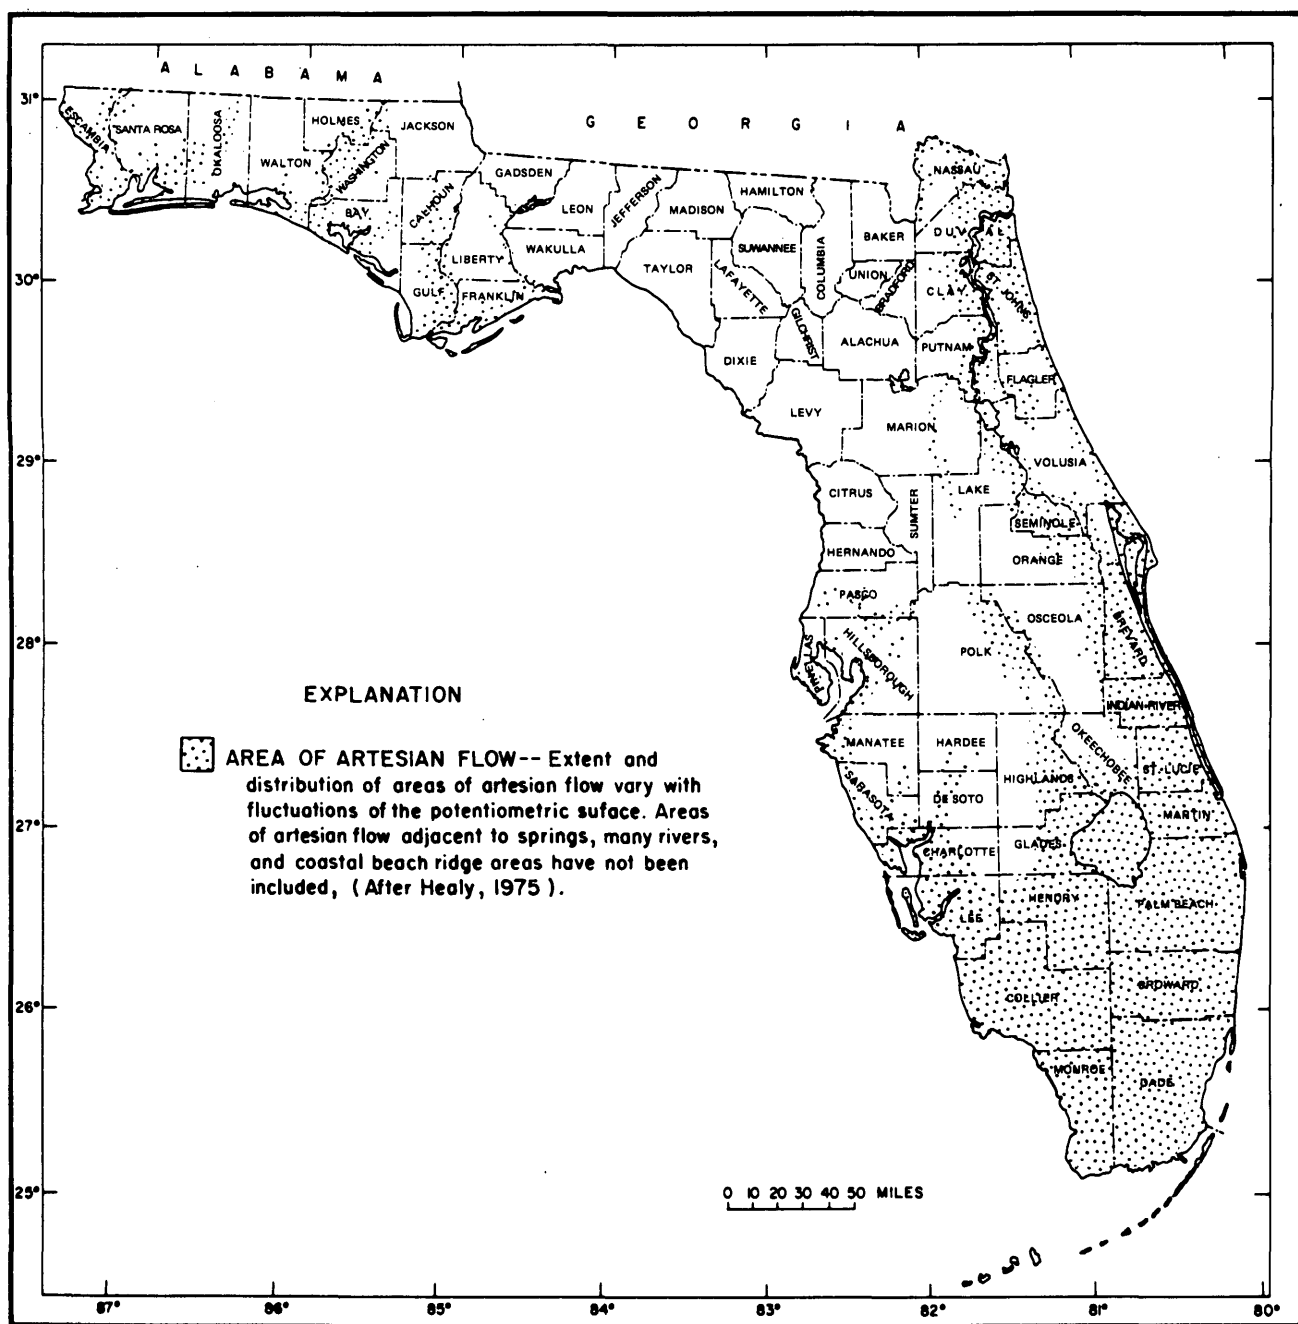 A L A B A M A
G E O R G I A
31°
30°
29°
28°
27°
26°
25°
ESCAMBIA
SANTA ROSA
OKALOOSA
WALTON
HOLMES
WASHINGTON
JACKSON
BAY
CALHOUN
GULF
LIBERTY
FRANKLIN
GADSDEN
LEON
WAKULLA
JEFFERSON
MADISON
TAYLOR
HAMILTON
SUWANNEE
LAFAYETTE
DIXIE
GILCHRIST
COLUMBIA
BAKER
UNION
BRADFORD
ALACHUA
LEVY
NASSAU
DUVAL
CLAY
ST. JOHNS
PUTNAM
FLAGLER
MARION
VOLUSIA
CITRUS
SUMTER
LAKE
HERNANDO
SEMINOLE
ORANGE
PASCO
OSCEOLA
BREVARD
PINELLAS
HILLSBOROUGH
POLK
INDIAN RIVER
MANATEE
HARDEE
OKEECHOBEE
ST. LUCIE
SARASOTA
DE SOTO
HIGHLANDS
MARTIN
CHARLOTTE
GLADES
LEE
HENDRY
PALM BEACH
COLLIER
BROWARD
MONROE
DADE
EXPLANATION
AREA OF ARTESIAN FLOW-- Extent and
distribution of areas of artesian flow vary with
fluctuations of the potentiometric suface. Areas
of artesian flow adjacent to springs, many rivers,
and coastal beach ridge areas have not been
included, (After Healy, 1975).
0 10 20 30 40 50 MILES
87° 86° 85° 84° 83° 82° 81° 80°